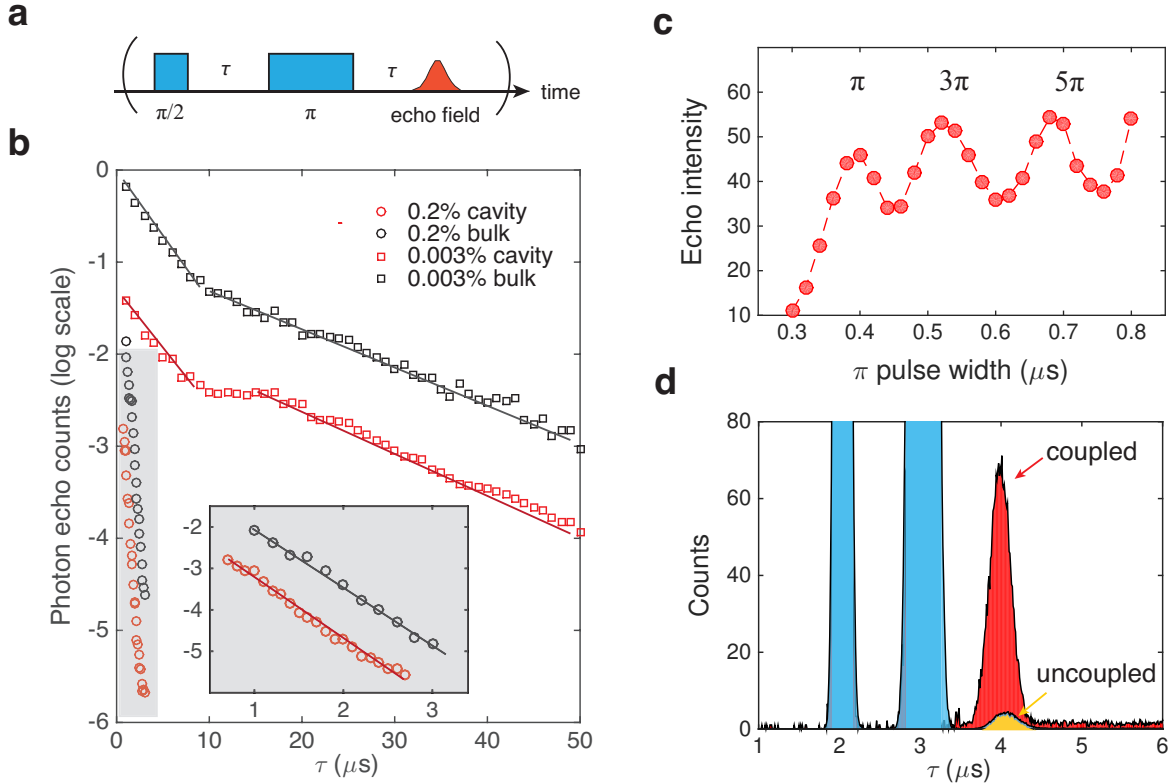 a
τ
τ
π/2
π
echo field
time
b
Photon echo counts (log scale)
0
-1
-2
-3
-4
-5
-6
0.2% cavity
0.2% bulk
0.003% cavity
0.003% bulk
-2
-3
-4
-5
1
2
3
0
10
20
30
40
50
τ (μs)
c
Echo intensity
60
50
40
30
20
10
π
3π
5π
0.3
0.4
0.5
0.6
0.7
0.8
π pulse width (μs)
d
Counts
80
60
40
20
0
coupled
uncoupled
1
2
3
4
5
6
τ (μs)